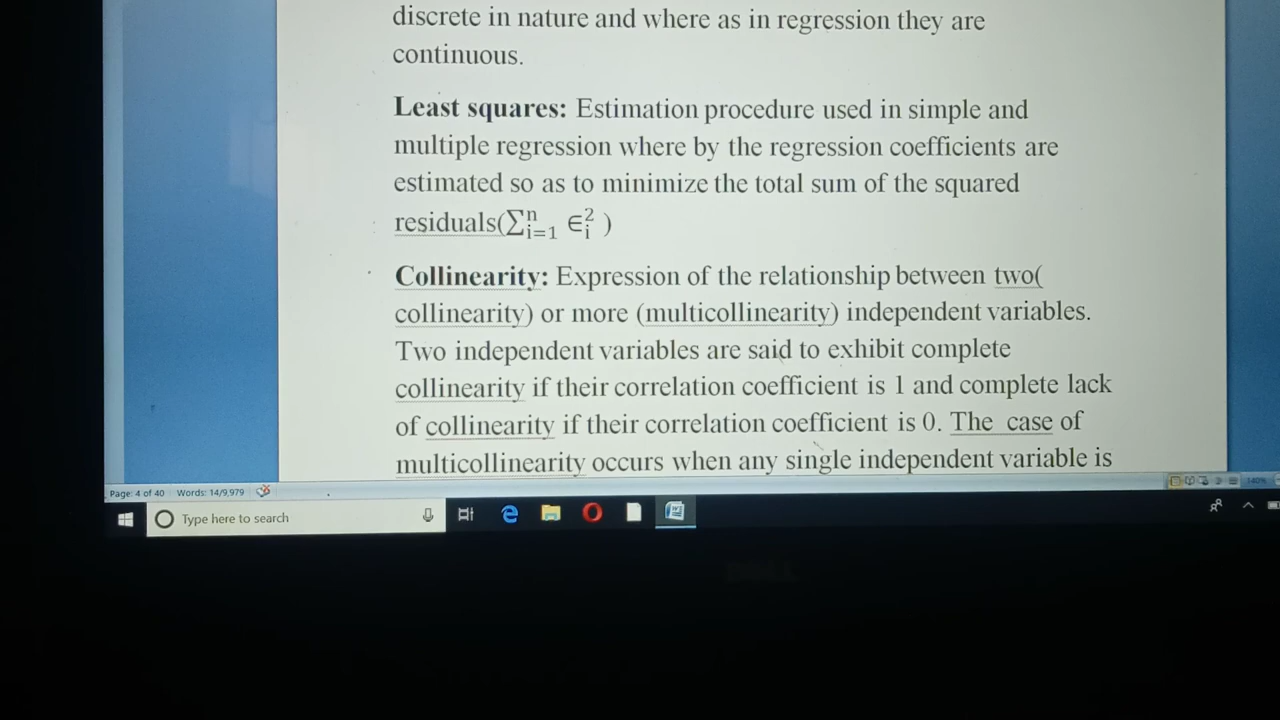 discrete in nature and where as in regression they are
continuous.
Least squares: Estimation procedure used in simple and
multiple regression where by the regression coefficients are
estimated so as to minimize the total sum of the squared
residuals(∑ⁿᵢ₌₁ ∈ᵢ² )
Collinearity: Expression of the relationship between two(
collinearity) or more (multicollinearity) independent variables.
Two independent variables are said to exhibit complete
collinearity if their correlation coefficient is 1 and complete lack
of collinearity if their correlation coefficient is 0. The case of
multicollinearity occurs when any single independent variable is
Page: 4 of 40 Words: 14/9,979 140%
Type here to search